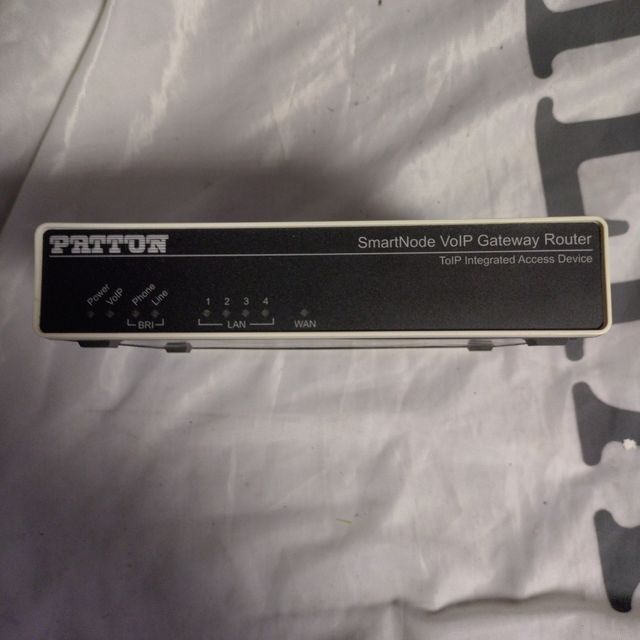 PATTON
SmartNode VoIP Gateway Router
ToIP Integrated Access Device
Power VoIP Phone Line
1 2 3 4
BRI LAN WAN